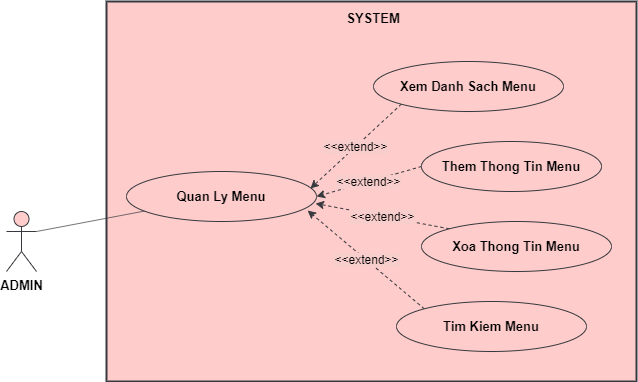 SYSTEM
Xem Danh Sach Menu
<<extend>>
Them Thong Tin Menu
<<extend>>
Quan Ly Menu
<<extend>>
Xoa Thong Tin Menu
<<extend>>
ADMIN
Tim Kiem Menu